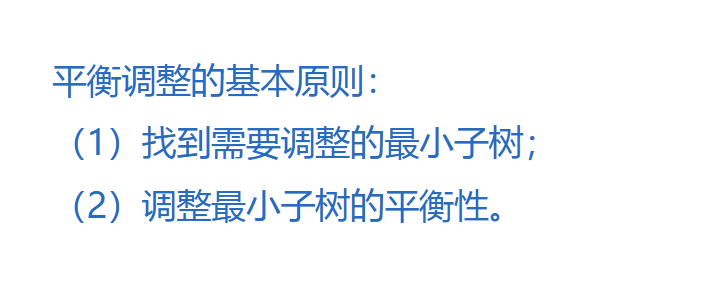 平衡调整的基本原则：
（1）找到需要调整的最小子树；
（2）调整最小子树的平衡性。